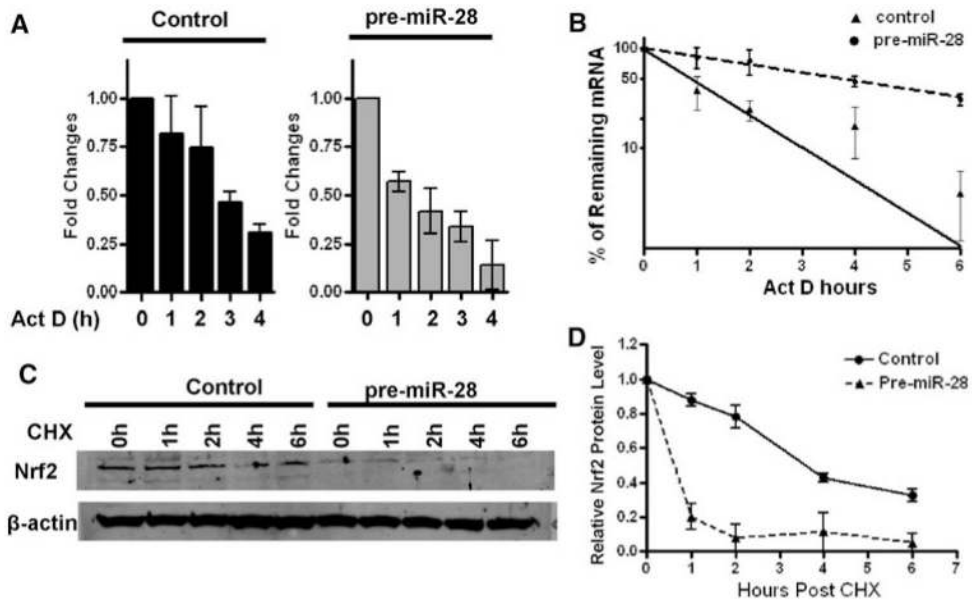 A
Control
pre-miR-28
Fold Changes
1.00
0.75
0.50
0.25
0.00
Fold Changes
1.00
0.75
0.50
0.25
0.00
Act D (h) 0 1 2 3 4
0 1 2 3 4
B
control
pre-miR-28
% of Remaining mRNA
100
50
10
0 1 2 3 4 5 6
Act D hours
C
Control
pre-miR-28
CHX 0h 1h 2h 4h 6h 0h 1h 2h 4h 6h
Nrf2
β-actin
D
Control
Pre-miR-28
Relative Nrf2 Protein Level
1.2
1.0
0.8
0.6
0.4
0.2
0.0
0 1 2 3 4 5 6 7
Hours Post CHX